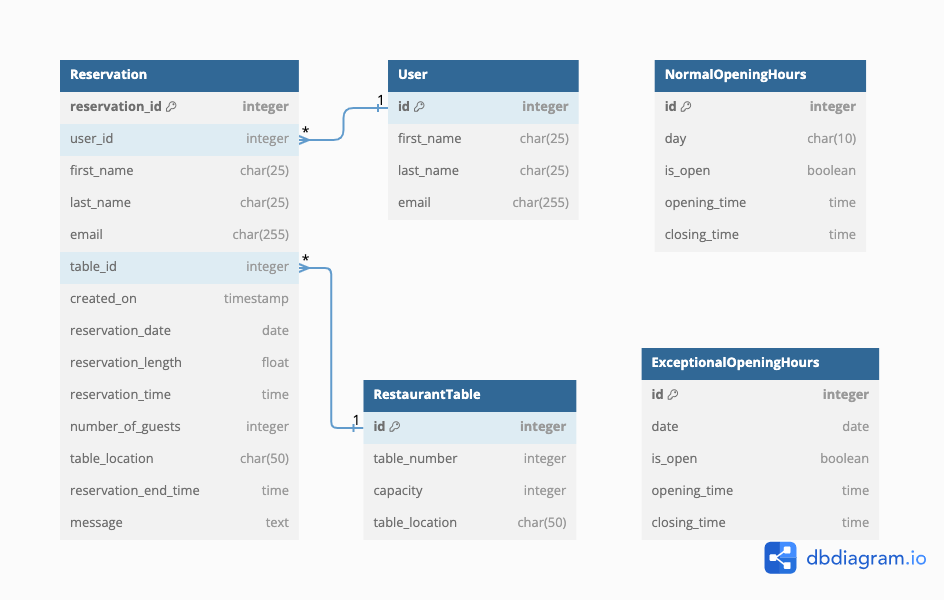 Reservation
reservation_id integer
user_id integer
first_name char(25)
last_name char(25)
email char(255)
table_id integer
created_on timestamp
reservation_date date
reservation_length float
reservation_time time
number_of_guests integer
table_location char(50)
reservation_end_time time
message text
* 1
* 1
User
id integer
first_name char(25)
last_name char(25)
email char(255)
RestaurantTable
id integer
table_number integer
capacity integer
table_location char(50)
NormalOpeningHours
id integer
day char(10)
is_open boolean
opening_time time
closing_time time
ExceptionalOpeningHours
id integer
date date
is_open boolean
opening_time time
closing_time time
dbdiagram.io